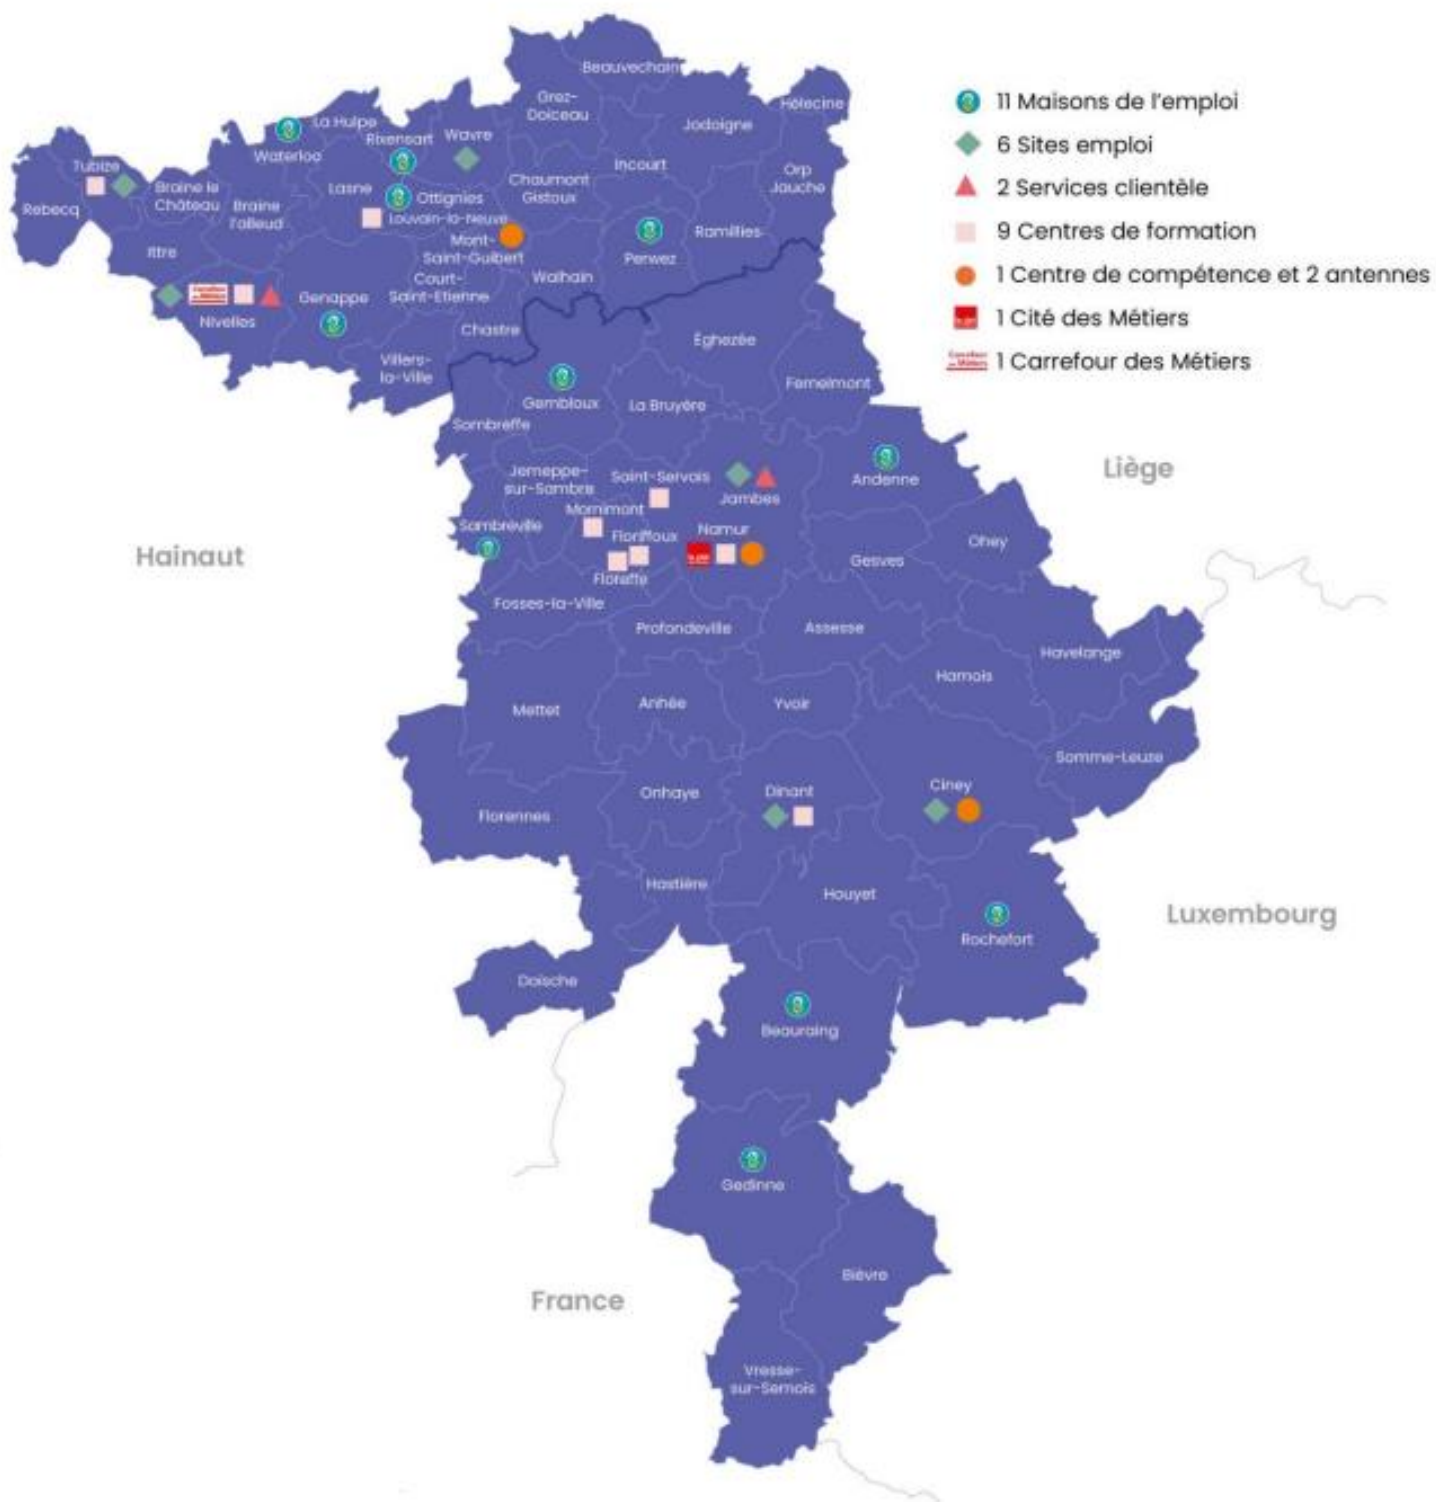 Beauvechain
Grez-
Doiceau
Hélecine
La Hulpe
Rixensart
Wavre
Jodoigne
Waterloo
Tubize
Incourt
Orp
Jauche
Braine le
Château
Lasne
Chaumont
Gistoux
Rebecq
Braine
l'alleud
Ottignies
Louvain-la-Neuve
Ittre
Mont-
Saint-Guibert
Ramillies
Perwez
Court-
Saint-Etienne
Walhain
Genappe
Nivelles
Chastre
Villers-
la-Ville
Éghezée
Fernelmont
Gembloux
La Bruyère
Sombreffe
Jemeppe-
sur-Sambre
Saint-Servais
Jambes
Andenne
Mornimont
Sambreville
Floriffoux
Namur
Ohey
Gesves
Floreffe
Fosses-la-Ville
Profondeville
Assesse
Havelange
Hamois
Mettet
Anhée
Yvoir
Somme-Leuze
Onhaye
Dinant
Ciney
Florennes
Hastière
Houyet
Rochefort
Doische
Beauraing
Gedinne
Bièvre
Vresse-
sur-Semois
11 Maisons de l'emploi
6 Sites emploi
2 Services clientèle
9 Centres de formation
1 Centre de compétence et 2 antennes
1 Cité des Métiers
1 Carrefour des Métiers
Liège
Hainaut
Luxembourg
France